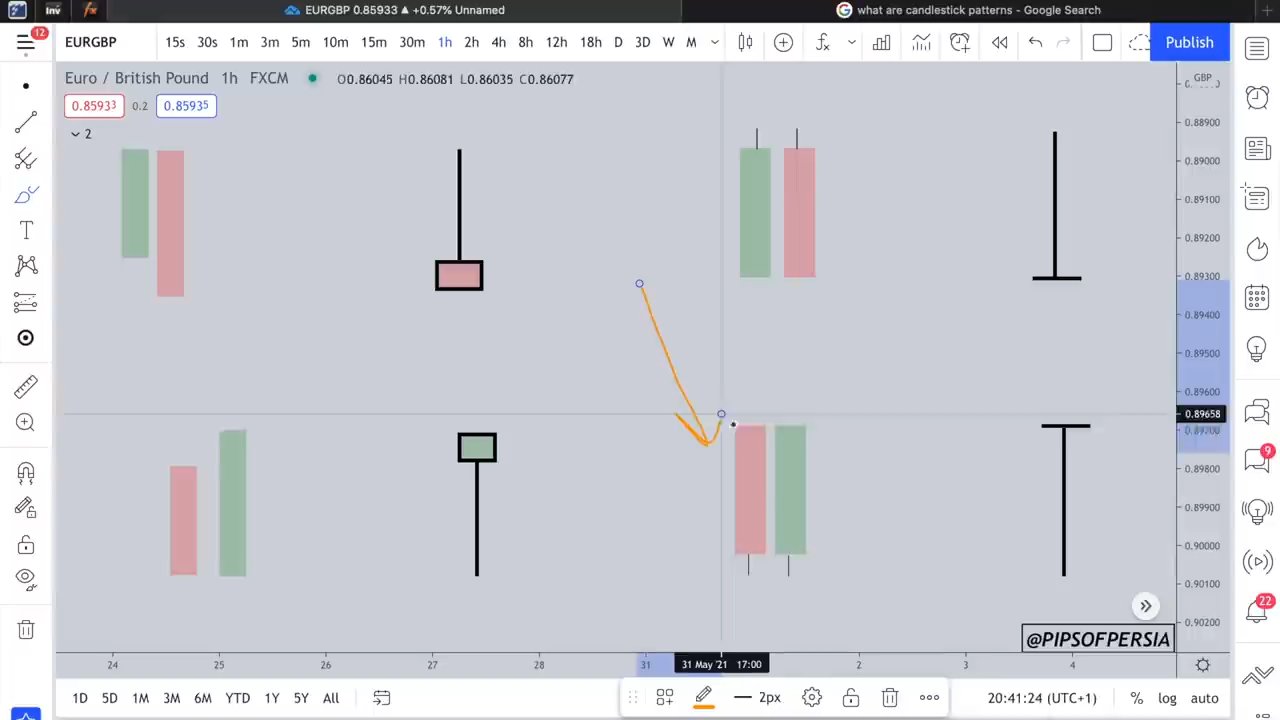 Inv
EURGBP 0.85933 ▲ +0.57% Unnamed
what are candlestick patterns - Google Search
12
EURGBP
15s 30s 1m 3m 5m 10m 15m 30m 1h 2h 4h 8h 12h 18h D 3D W M
Publish
Euro / British Pound 1h FXCM O0.86045 H0.86081 L0.86035 C0.86077
GBP
0.85933 0.2 0.85935
2
0.88900
0.89000
0.89100
0.89200
0.89300
0.89400
0.89500
0.89600
0.89658
0.89800
0.89900
0.90000
0.90100
0.90200
9
22
@PIPSOFPERSIA
24 25 26 27 28 31 31 May '21 17:00 2 3 4
1D 5D 1M 3M 6M YTD 1Y 5Y All
2px
20:41:24 (UTC+1) % log auto